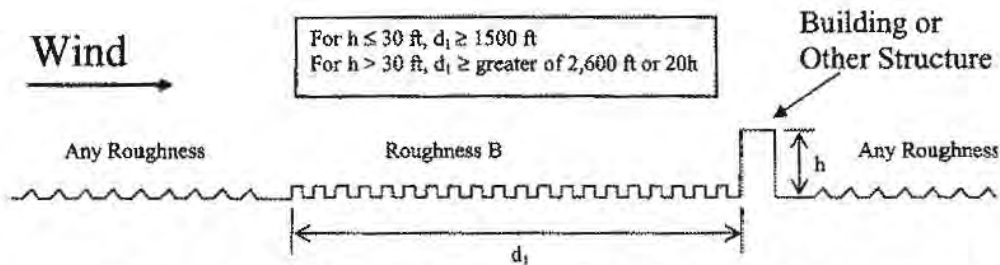 Wind
For h ≤ 30 ft, d₁ ≥ 1500 ft
For h > 30 ft, d₁ ≥ greater of 2,600 ft or 20h
Building or
Other Structure
Any Roughness
Roughness B
h
Any Roughness
d₁